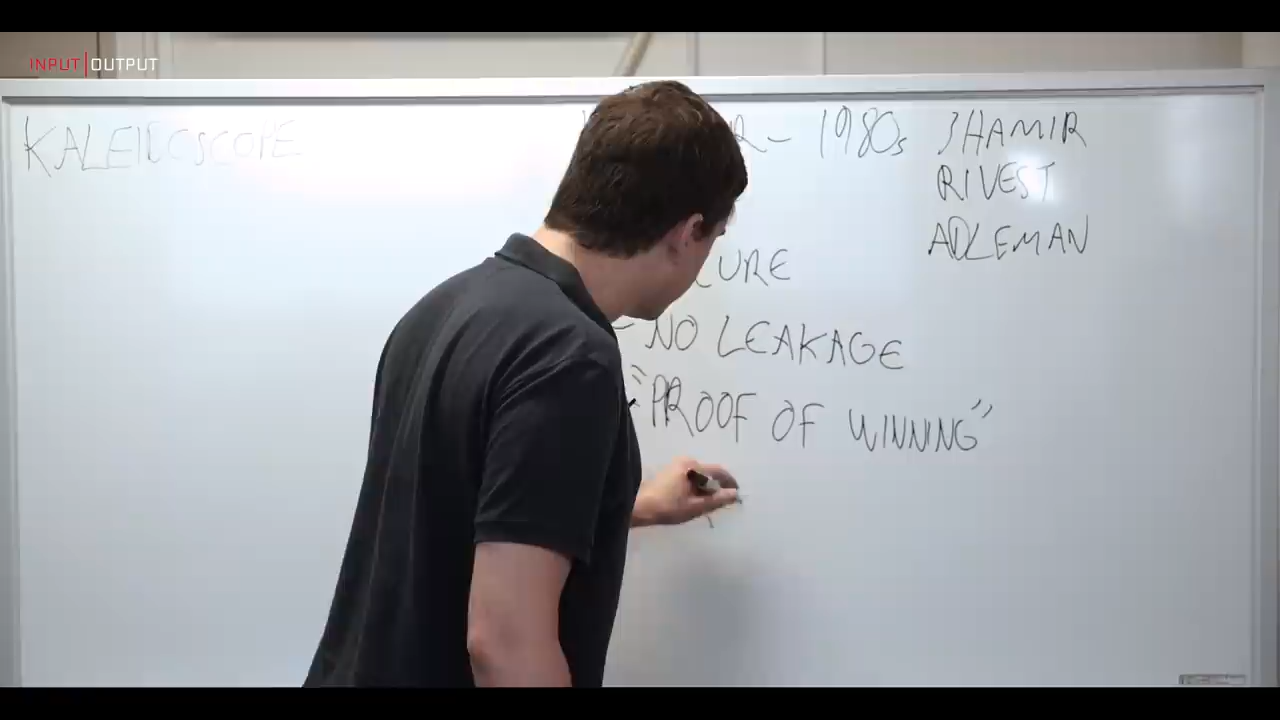 INPUT|OUTPUT
KALEIDOSCOPE
R - 1980s SHAMIR
RIVEST
ADLEMAN
CURE
- NO LEAKAGE
"PROOF OF WINNING"